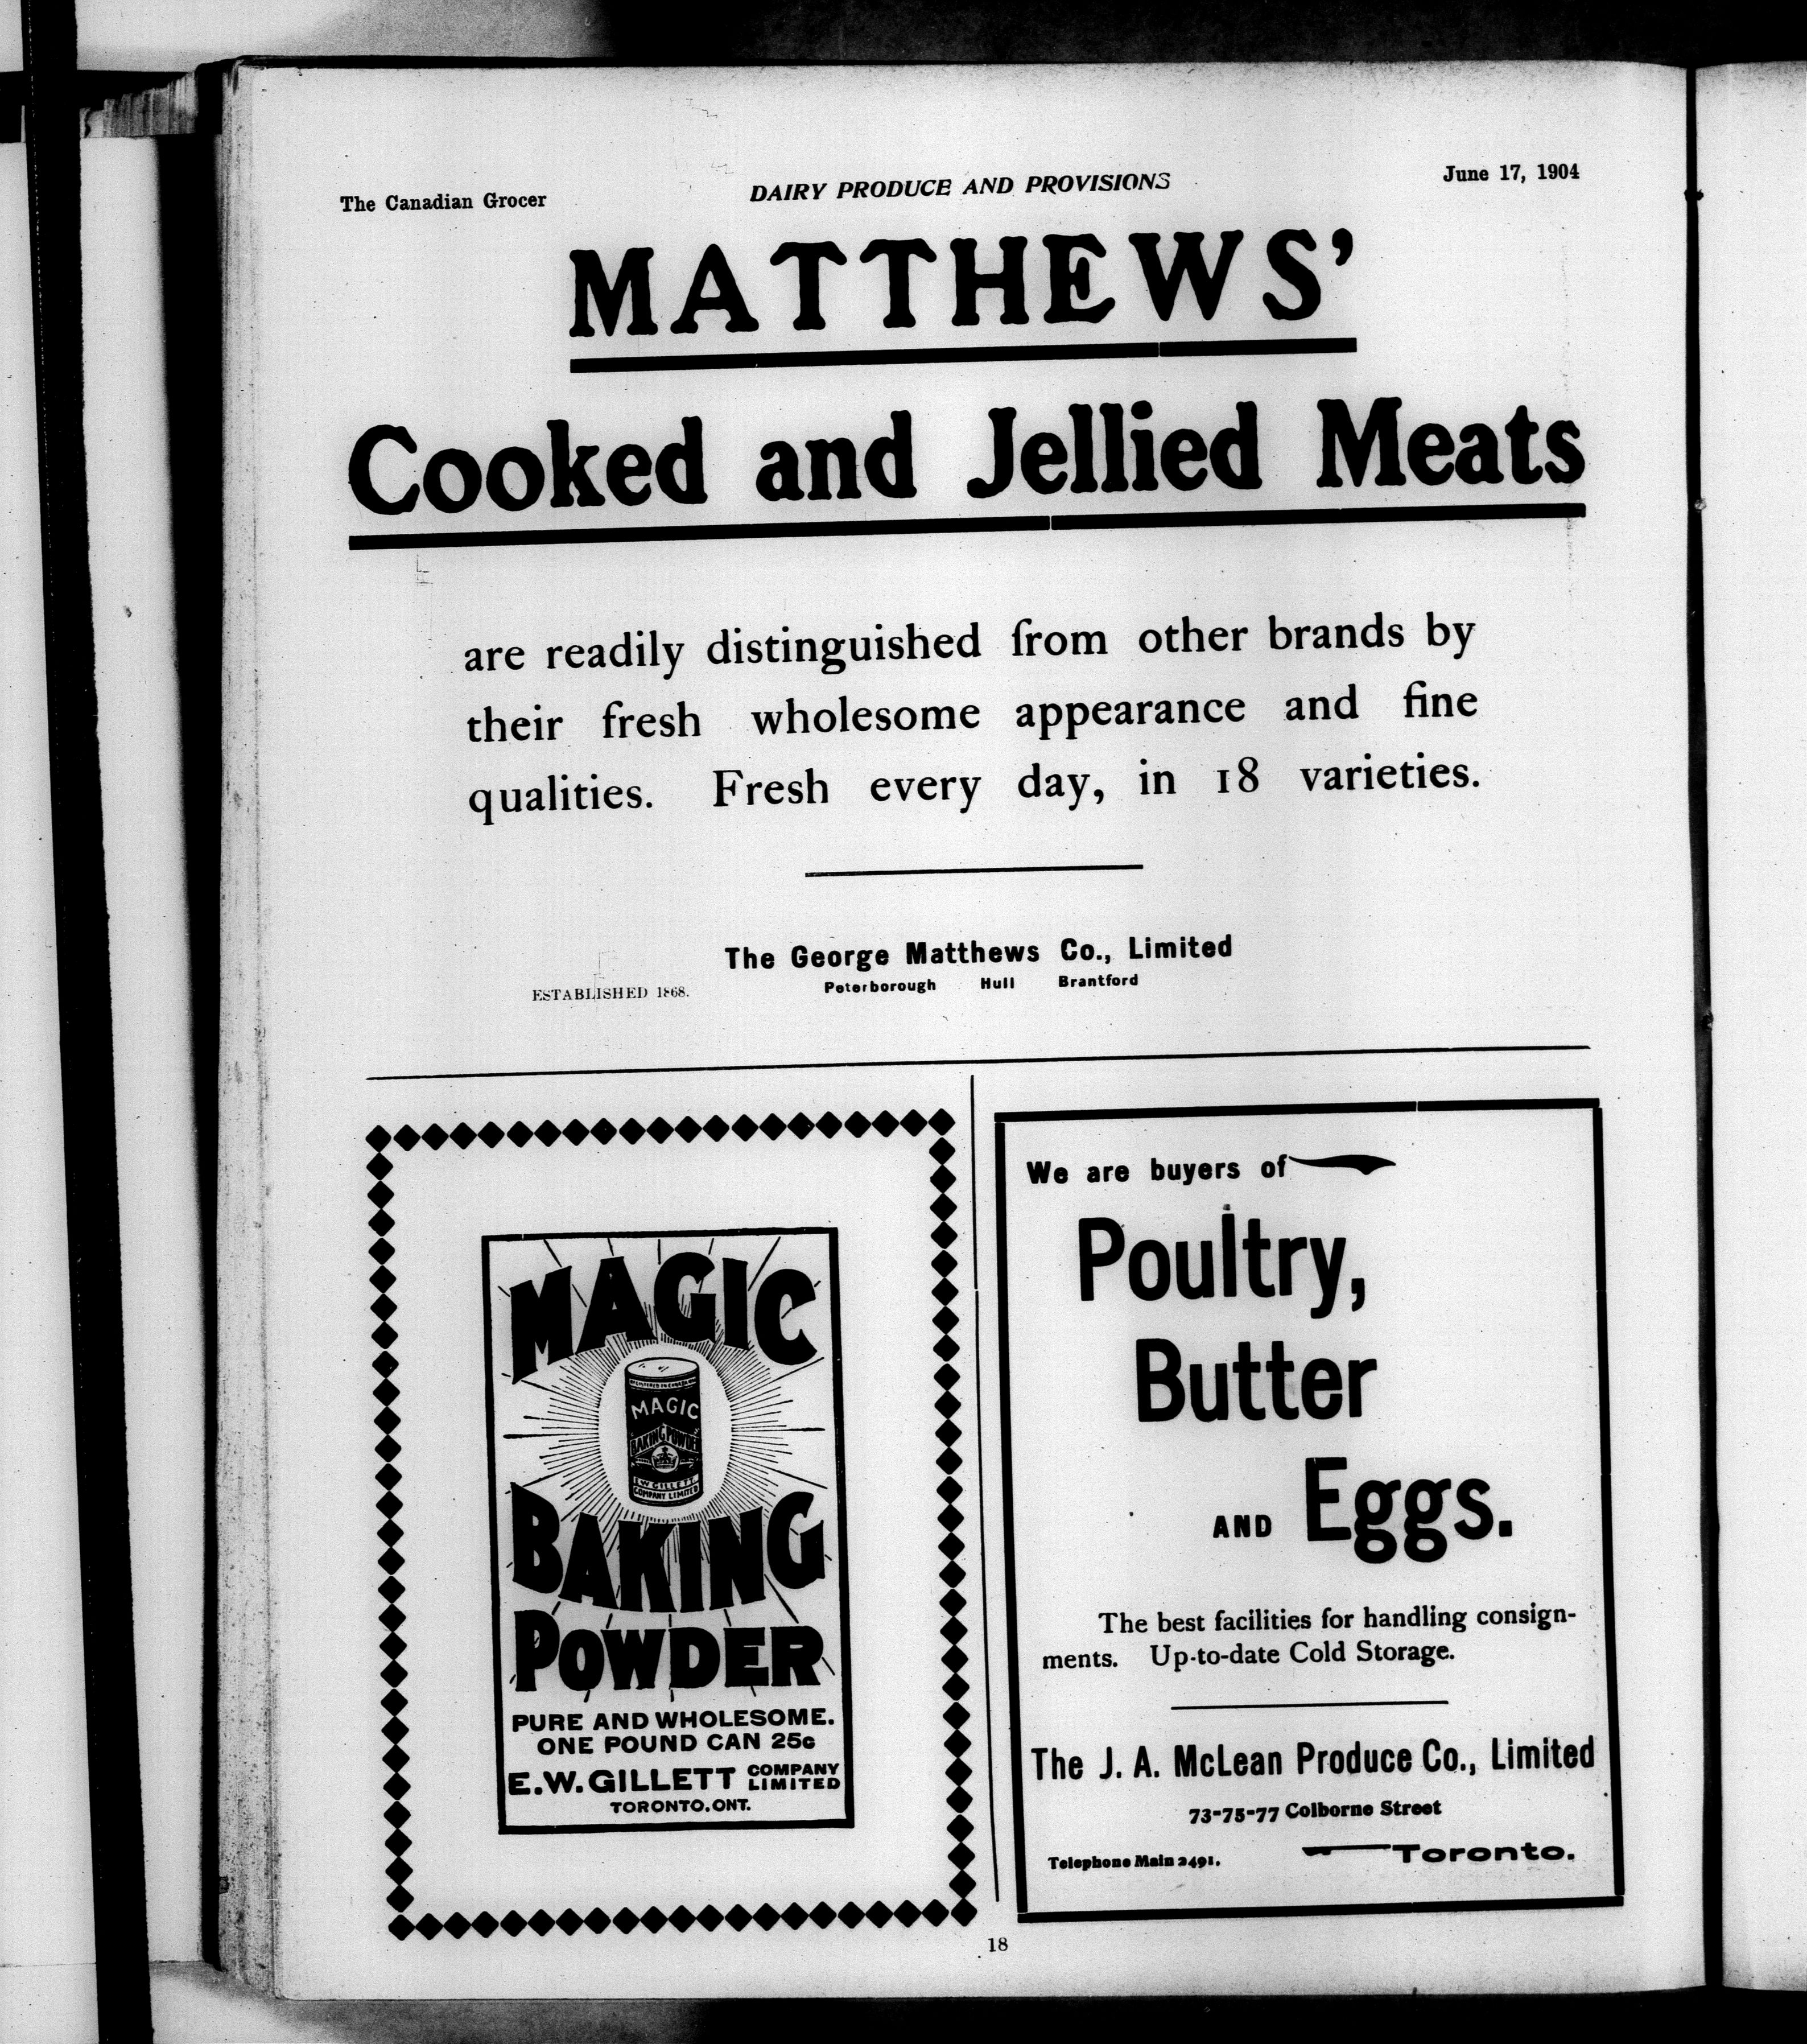 The Canadian Grocer
DAIRY PRODUCE AND PROVISIONS
June 17, 1904
MATTHEWS'
Cooked and Jellied Meats
are readily distinguished from other brands by
their fresh wholesome appearance and fine
qualities. Fresh every day, in 18 varieties.
The George Matthews Co., Limited
Peterborough Hull Brantford
ESTABLISHED 1868.
MAGIC
MAGIC
BAKING POWDER
E.W. GILLETT
COMPANY LIMITED
BAKING
POWDER
PURE AND WHOLESOME.
ONE POUND CAN 25c
E.W. GILLETT COMPANY LIMITED
TORONTO. ONT.
We are buyers of
Poultry,
Butter
AND Eggs.
The best facilities for handling consign-
ments. Up-to-date Cold Storage.
The J. A. McLean Produce Co., Limited
73-75-77 Colborne Street
Telephone Main 2491. Toronto.
18